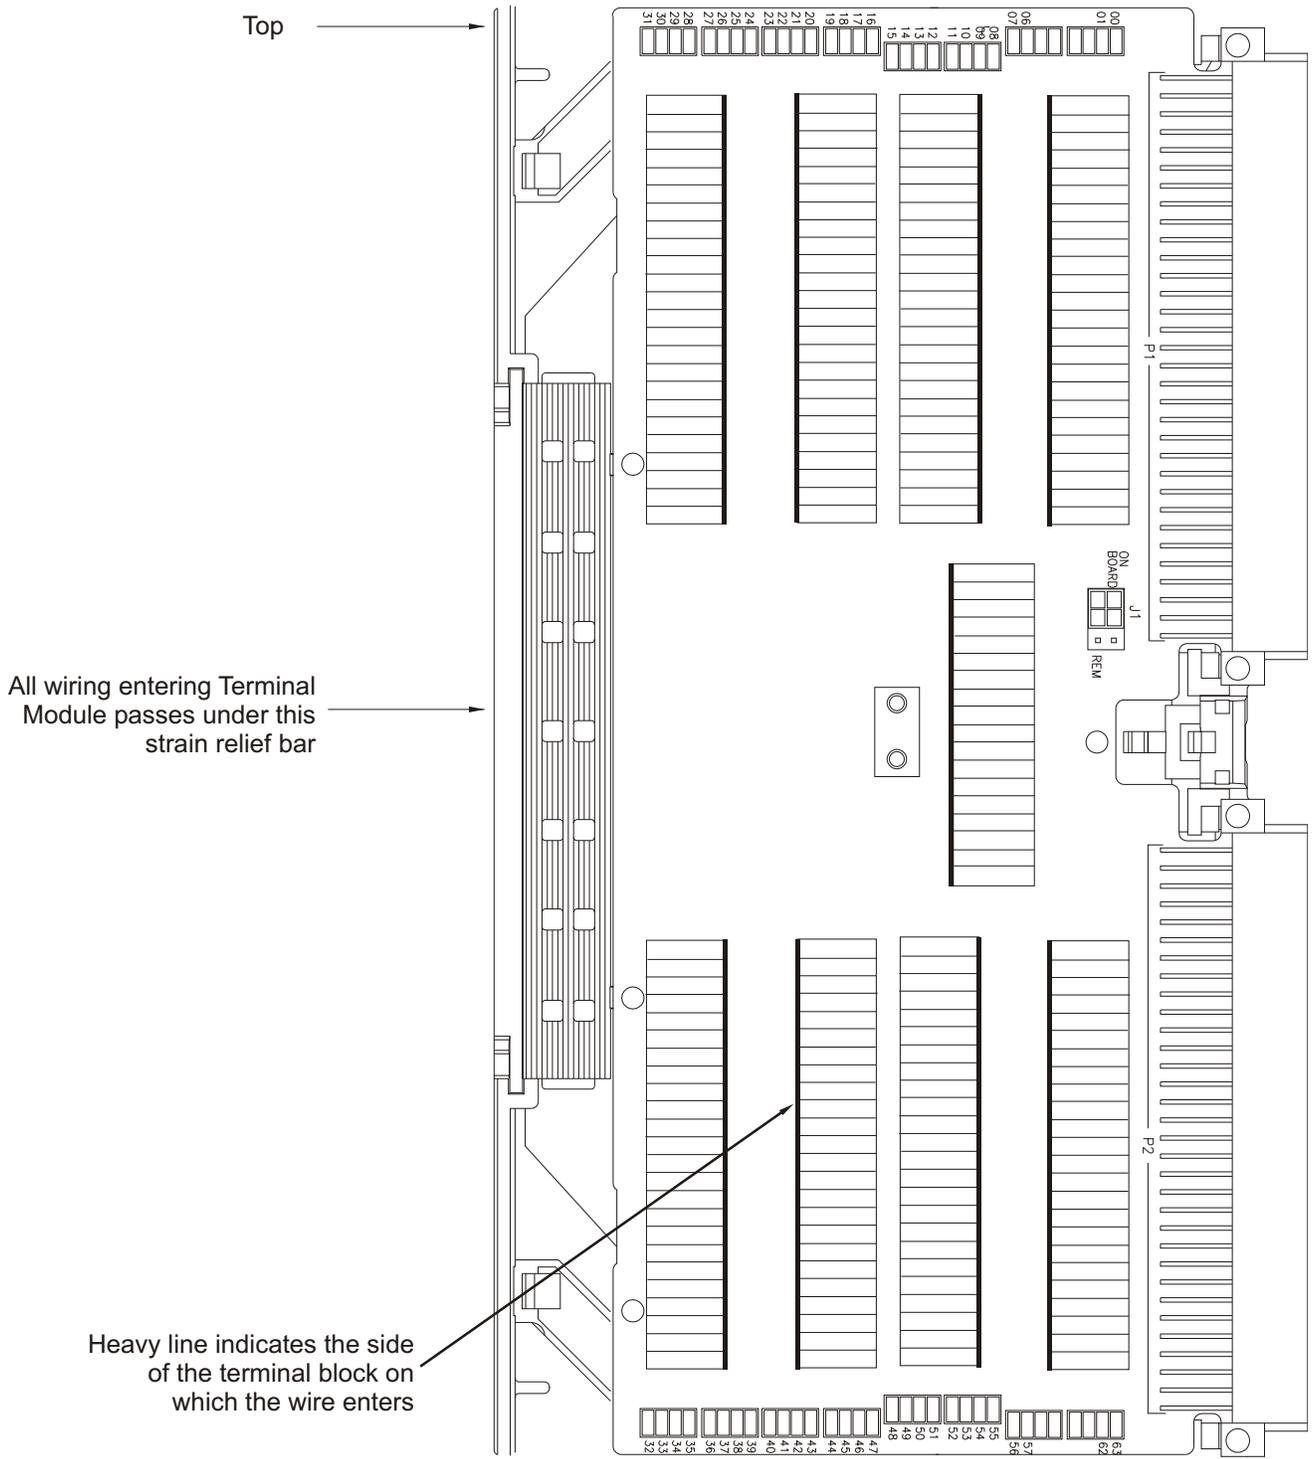 Top
31 30 29 28 27 26 25 24 23 22 21 20 19 18 17 16 15 14 13 12 11 10 09 08 07 06 01 00
P1
ON
BOARD
J1
REM
All wiring entering Terminal
Module passes under this
strain relief bar
P2
Heavy line indicates the side
of the terminal block on
which the wire enters
32 33 34 35 36 37 38 39 40 41 42 43 44 45 46 47 48 49 50 51 52 53 54 55 56 57 62 63